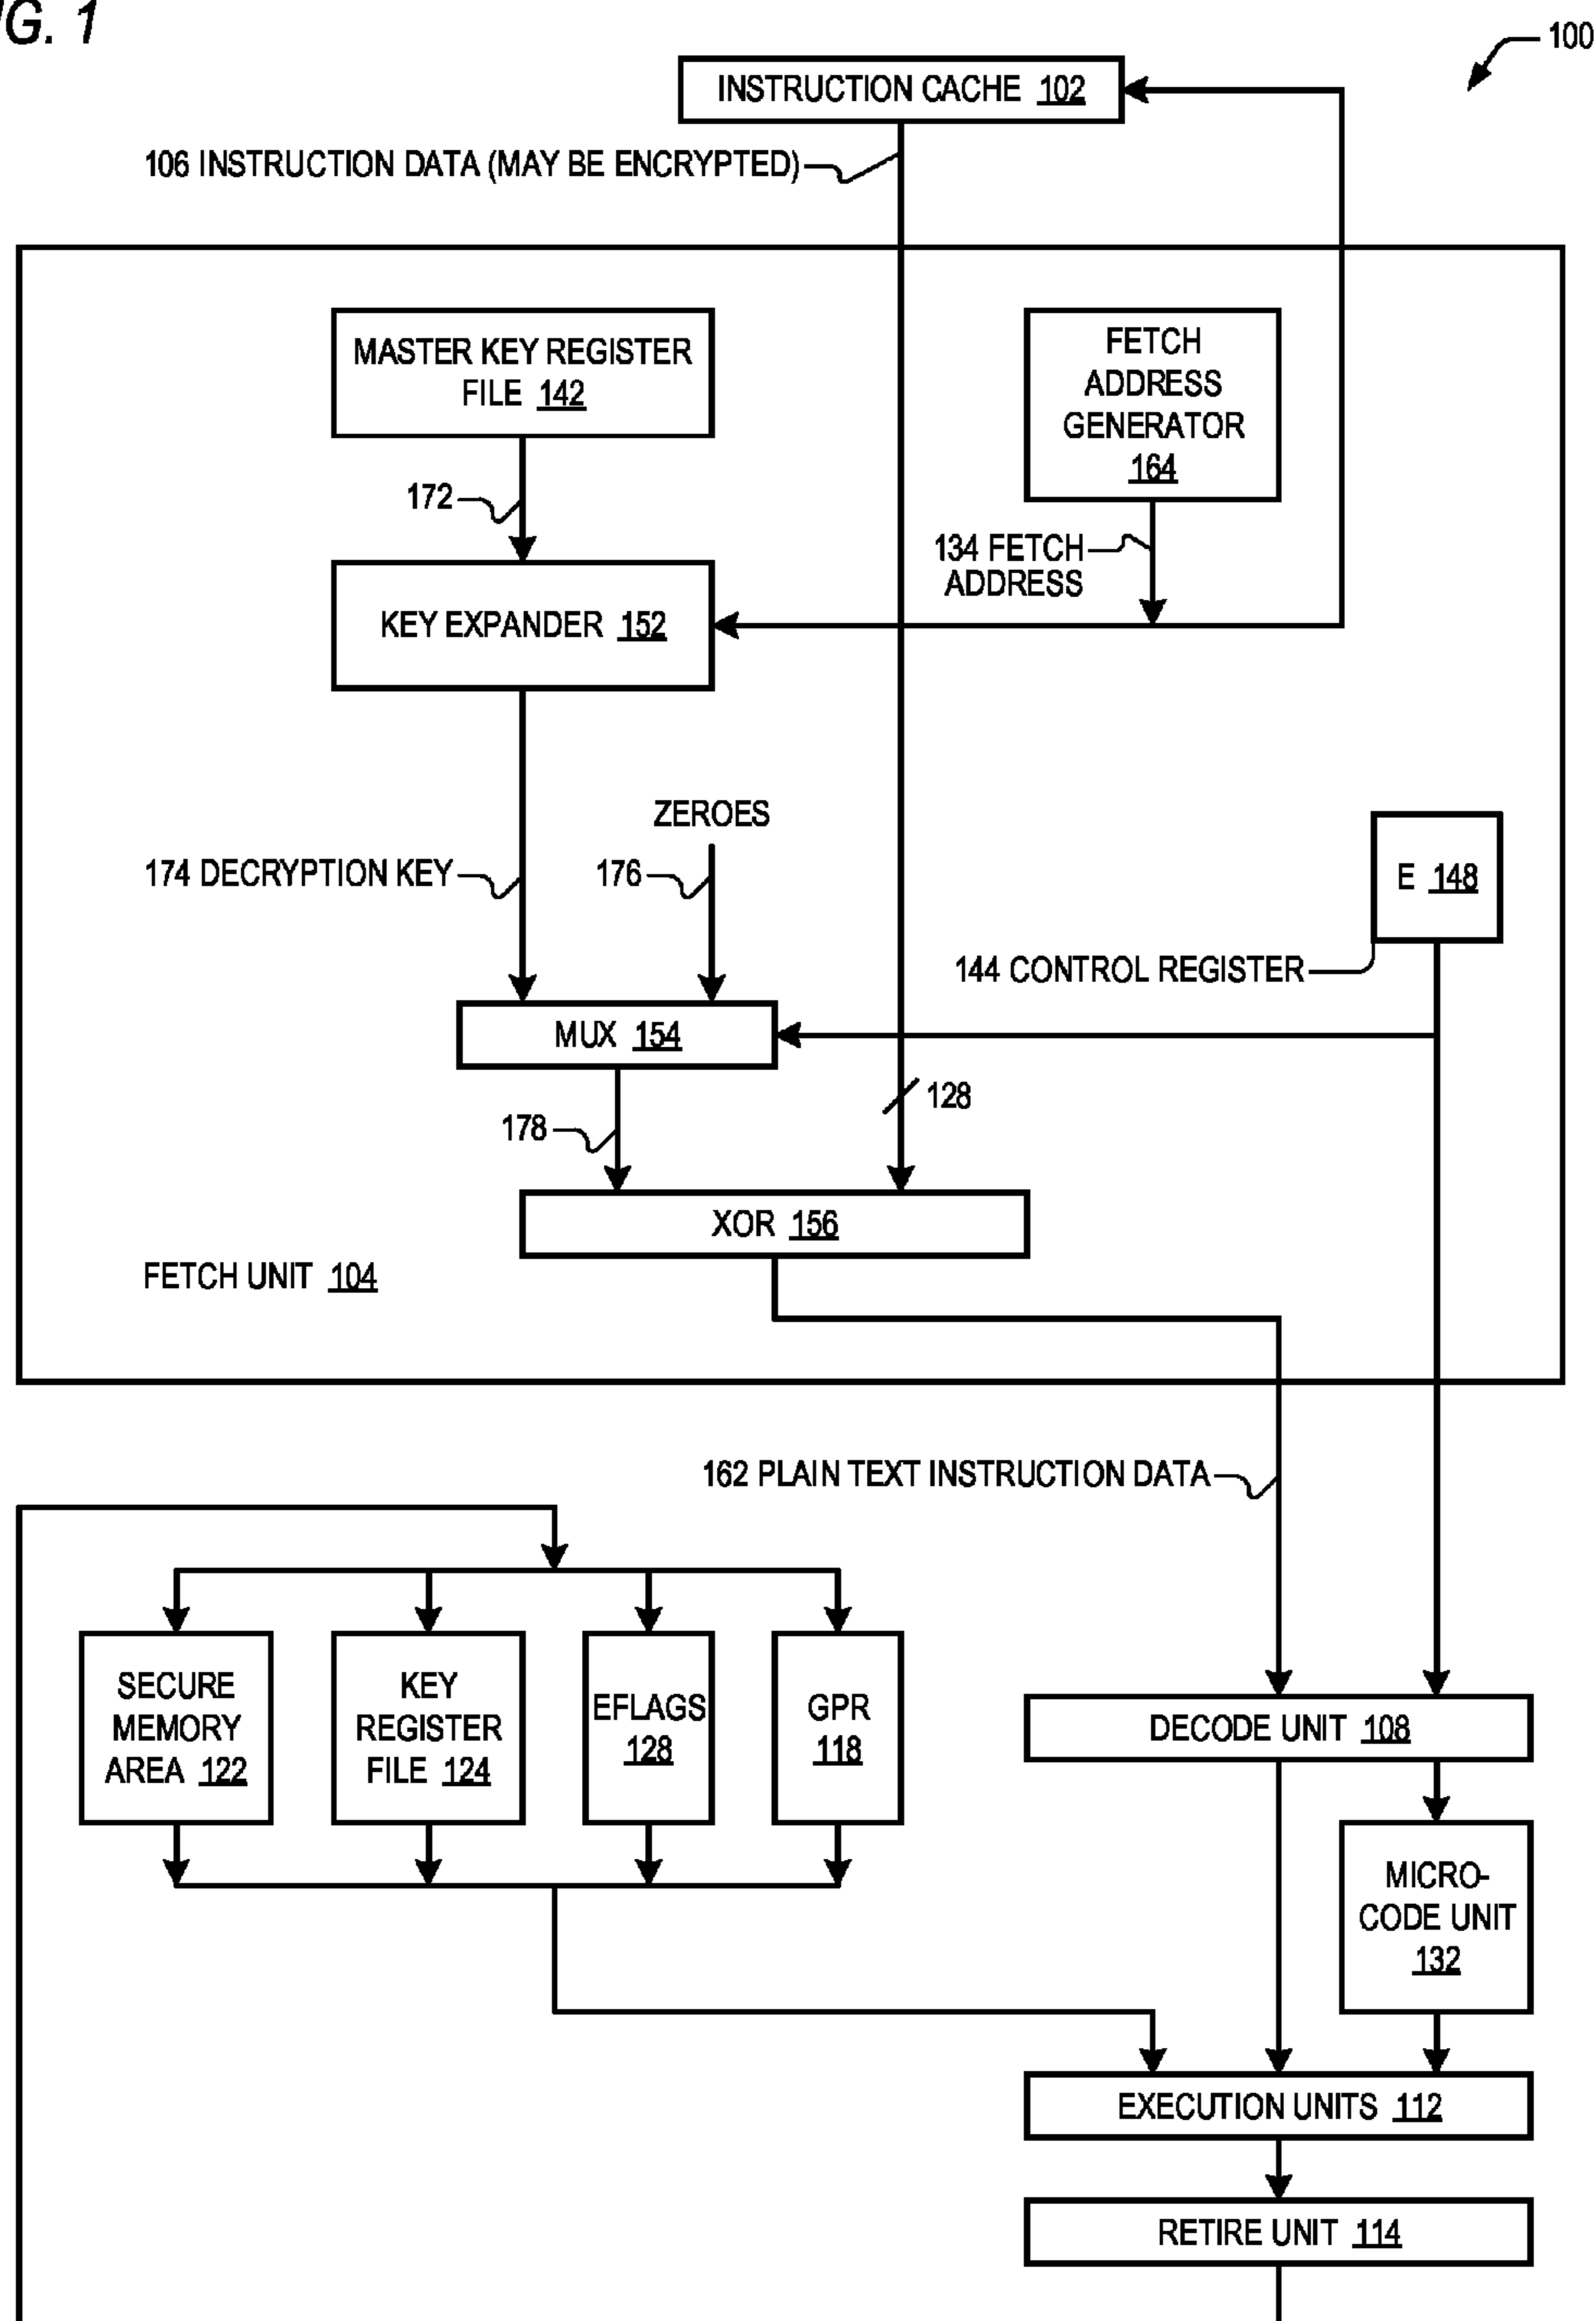 G. 1
100
INSTRUCTION CACHE 102
106 INSTRUCTION DATA (MAY BE ENCRYPTED)
MASTER KEY REGISTER
FILE 142
FETCH
ADDRESS
GENERATOR
164
172
134 FETCH
ADDRESS
KEY EXPANDER 152
ZEROES
174 DECRYPTION KEY
176
E 148
144 CONTROL REGISTER
MUX 154
128
178
XOR 156
FETCH UNIT 104
162 PLAIN TEXT INSTRUCTION DATA
SECURE
MEMORY
AREA 122
KEY
REGISTER
FILE 124
EFLAGS
128
GPR
118
DECODE UNIT 108
MICRO-
CODE UNIT
132
EXECUTION UNITS 112
RETIRE UNIT 114